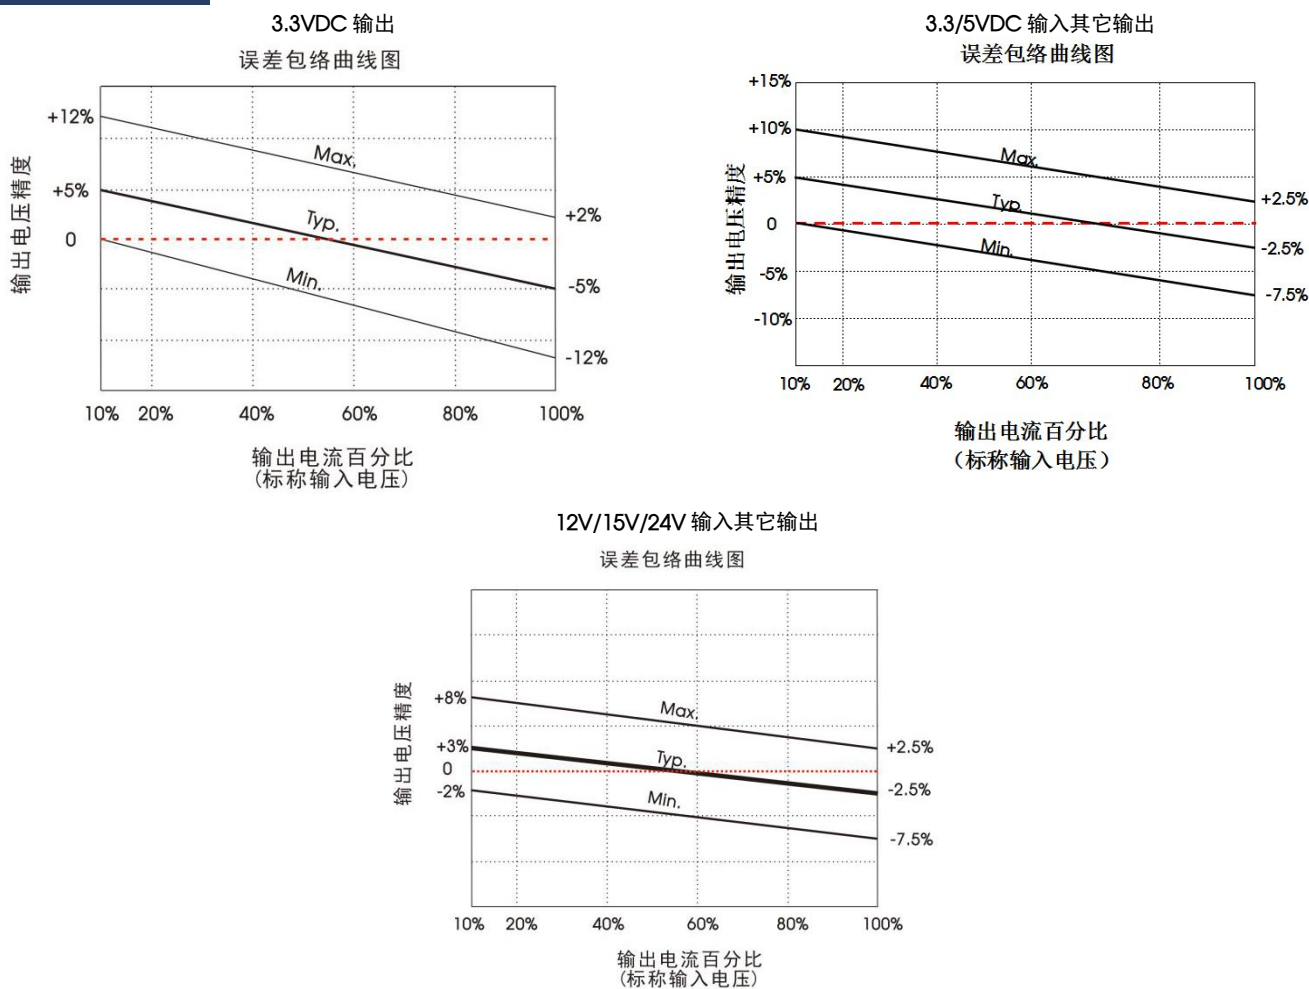 3.3VDC 输出
误差包络曲线图
+12%
+5%
0
输出电压精度
Max.
Typ.
Min.
+2%
-5%
-12%
10% 20% 40% 60% 80% 100%
输出电流百分比
(标称输入电压)
3.3/5VDC 输入其它输出
误差包络曲线图
+15%
+10%
+5%
0
-5%
-10%
输出电压精度
Max.
Typ.
Min.
+2.5%
-2.5%
-7.5%
10% 20% 40% 60% 80% 100%
输出电流百分比
（标称输入电压）
12V/15V/24V 输入其它输出
误差包络曲线图
+8%
+3%
0
-2%
输出电压精度
Max.
Typ.
Min.
+2.5%
-2.5%
-7.5%
10% 20% 40% 60% 80% 100%
输出电流百分比
(标称输入电压)